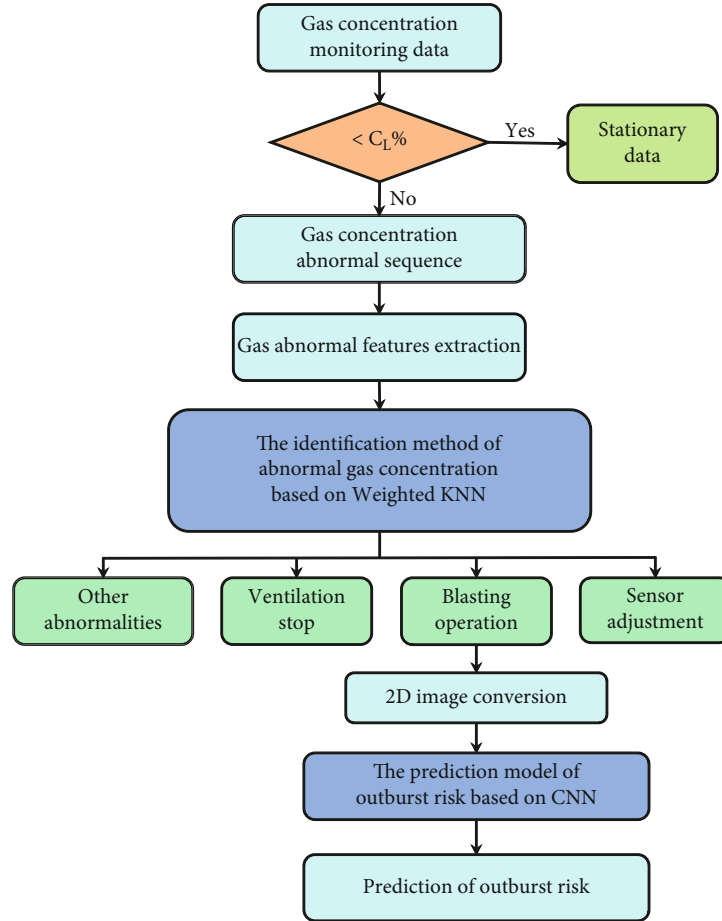 Gas concentration
monitoring data
< C_L%
Yes
Stationary
data
No
Gas concentration
abnormal sequence
Gas abnormal features extraction
The identification method of
abnormal gas concentration
based on Weighted KNN
Other
abnormalities
Ventilation
stop
Blasting
operation
Sensor
adjustment
2D image conversion
The prediction model of
outburst risk based on CNN
Prediction of outburst risk